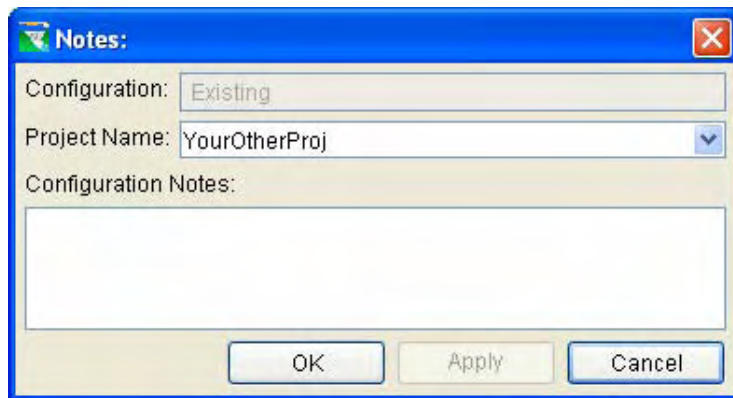 Notes:
Configuration: Existing
Project Name: YourOtherProj
Configuration Notes:
OK Apply Cancel